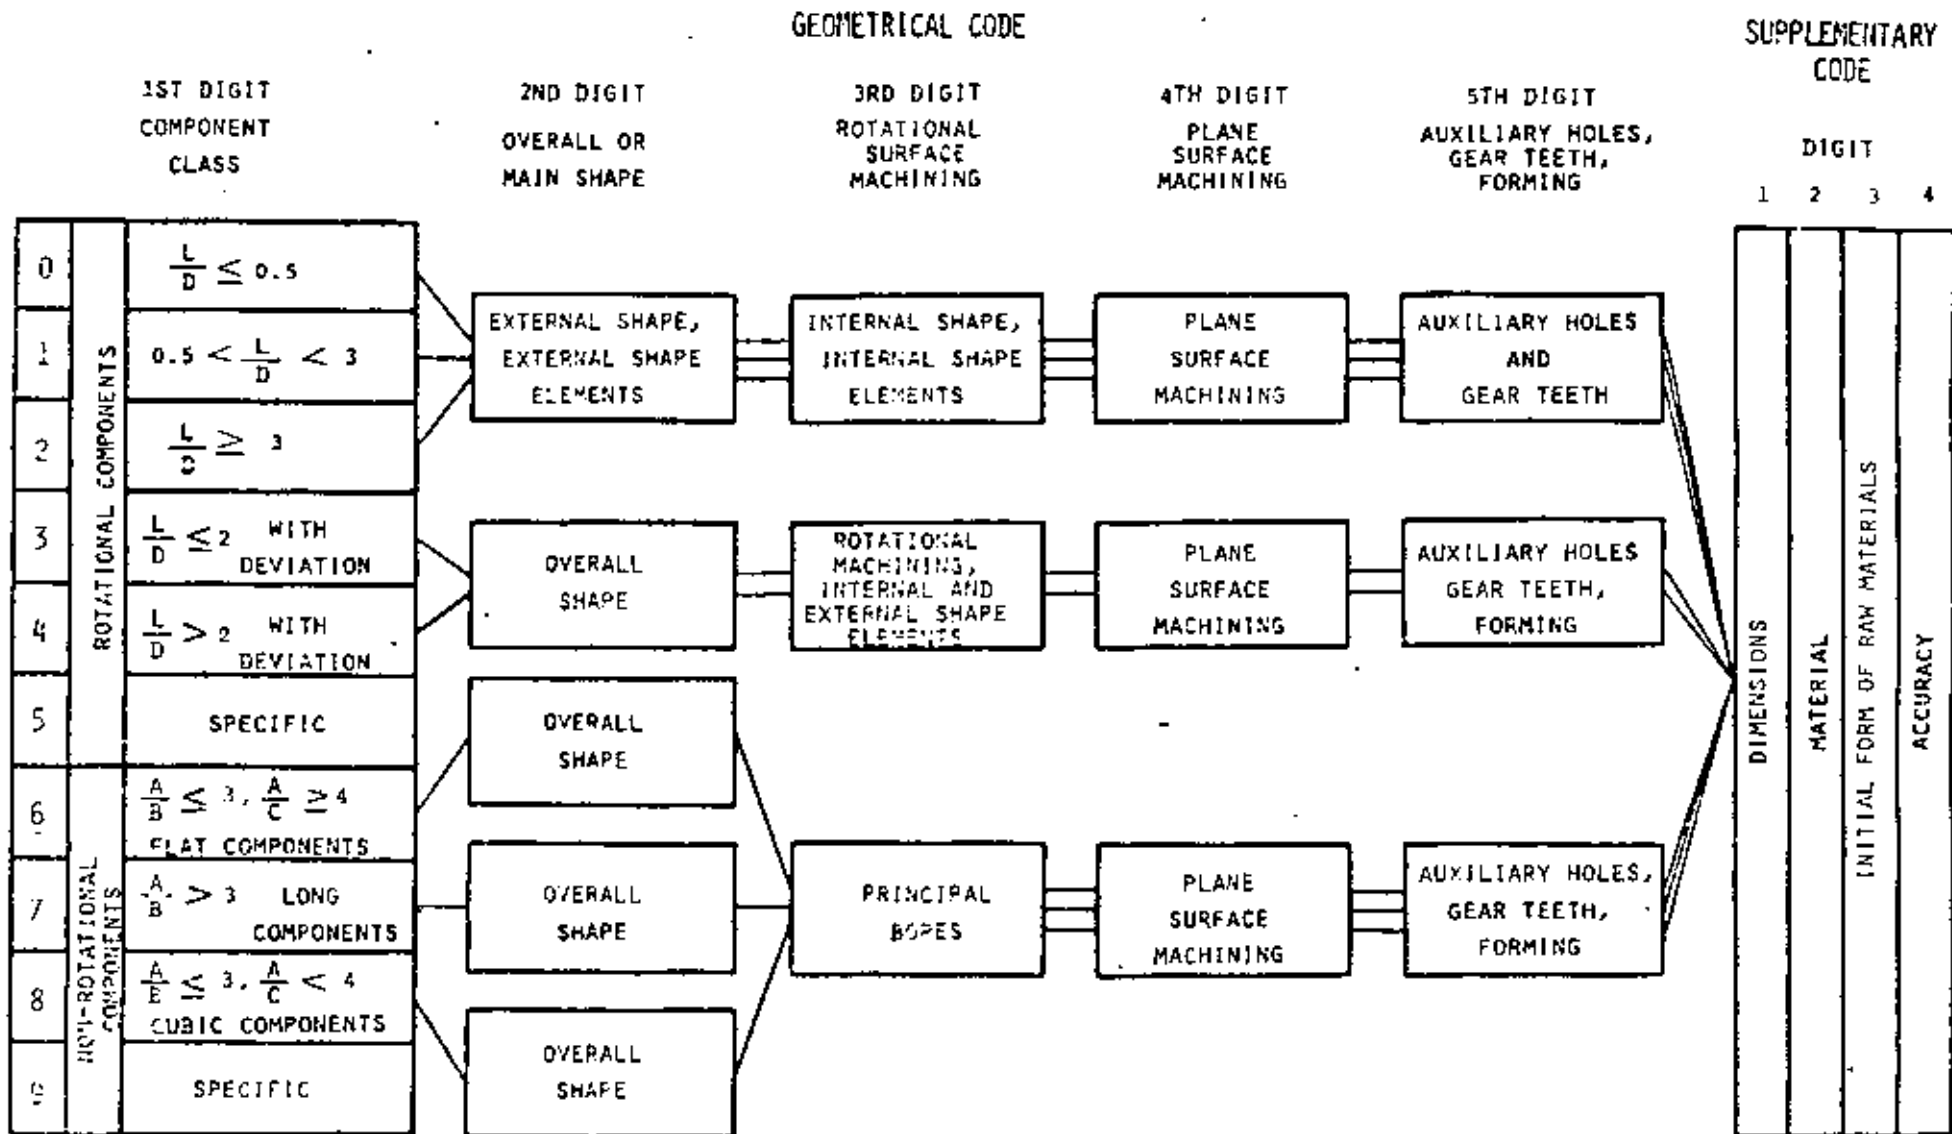 GEOMETRICAL CODE
SUPPLEMENTARY
CODE
1ST DIGIT
COMPONENT
CLASS
2ND DIGIT
OVERALL OR
MAIN SHAPE
3RD DIGIT
ROTATIONAL
SURFACE
MACHINING
4TH DIGIT
PLANE
SURFACE
MACHINING
5TH DIGIT
AUXILIARY HOLES,
GEAR TEETH,
FORMING
DIGIT
1 2 3 4
ROTATIONAL COMPONENTS
0
L/D ≤ 0.5
1
0.5 < L/D < 3
2
L/D ≥ 3
3
L/D ≤ 2 WITH
DEVIATION
4
L/D > 2 WITH
DEVIATION
5
SPECIFIC
NON-ROTATIONAL
COMPONENTS
6
A/B ≤ 3, A/C ≥ 4
FLAT COMPONENTS
7
A/B > 3 LONG
COMPONENTS
8
A/B ≤ 3, A/C < 4
CUBIC COMPONENTS
9
SPECIFIC
EXTERNAL SHAPE,
EXTERNAL SHAPE
ELEMENTS
INTERNAL SHAPE,
INTERNAL SHAPE
ELEMENTS
PLANE
SURFACE
MACHINING
AUXILIARY HOLES
AND
GEAR TEETH
OVERALL
SHAPE
ROTATIONAL
MACHINING,
INTERNAL AND
EXTERNAL SHAPE
ELEMENTS
PLANE
SURFACE
MACHINING
AUXILIARY HOLES
GEAR TEETH,
FORMING
OVERALL
SHAPE
OVERALL
SHAPE
OVERALL
SHAPE
PRINCIPAL
BORES
PLANE
SURFACE
MACHINING
AUXILIARY HOLES,
GEAR TEETH,
FORMING
DIMENSIONS
MATERIAL
INITIAL FORM OF RAW MATERIALS
ACCURACY